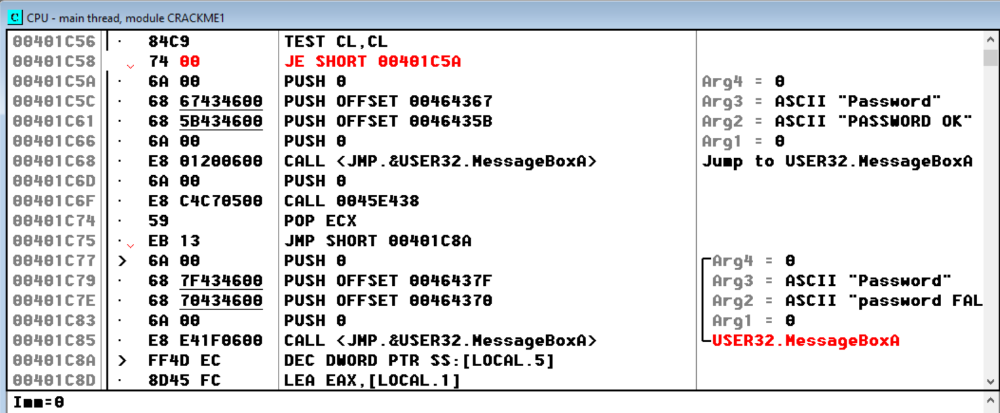 C CPU - main thread, module CRACKME1
00401C56 · 84C9 TEST CL,CL
00401C58 74 00 JE SHORT 00401C5A
00401C5A · 6A 00 PUSH 0 Arg4 = 0
00401C5C · 68 67434600 PUSH OFFSET 00464367 Arg3 = ASCII "Password"
00401C61 · 68 5B434600 PUSH OFFSET 0046435B Arg2 = ASCII "PASSWORD OK"
00401C66 · 6A 00 PUSH 0 Arg1 = 0
00401C68 · E8 01200600 CALL <JMP.&USER32.MessageBoxA> Jump to USER32.MessageBoxA
00401C6D · 6A 00 PUSH 0
00401C6F · E8 C4C70500 CALL 0045E438
00401C74 · 59 POP ECX
00401C75 · EB 13 JMP SHORT 00401C8A
00401C77 > 6A 00 PUSH 0 Arg4 = 0
00401C79 · 68 7F434600 PUSH OFFSET 0046437F Arg3 = ASCII "Password"
00401C7E · 68 70434600 PUSH OFFSET 00464370 Arg2 = ASCII "password FAL
00401C83 · 6A 00 PUSH 0 Arg1 = 0
00401C85 · E8 E41F0600 CALL <JMP.&USER32.MessageBoxA> USER32.MessageBoxA
00401C8A > FF4D EC DEC DWORD PTR SS:[LOCAL.5]
00401C8D · 8D45 FC LEA EAX,[LOCAL.1]
Imm=0